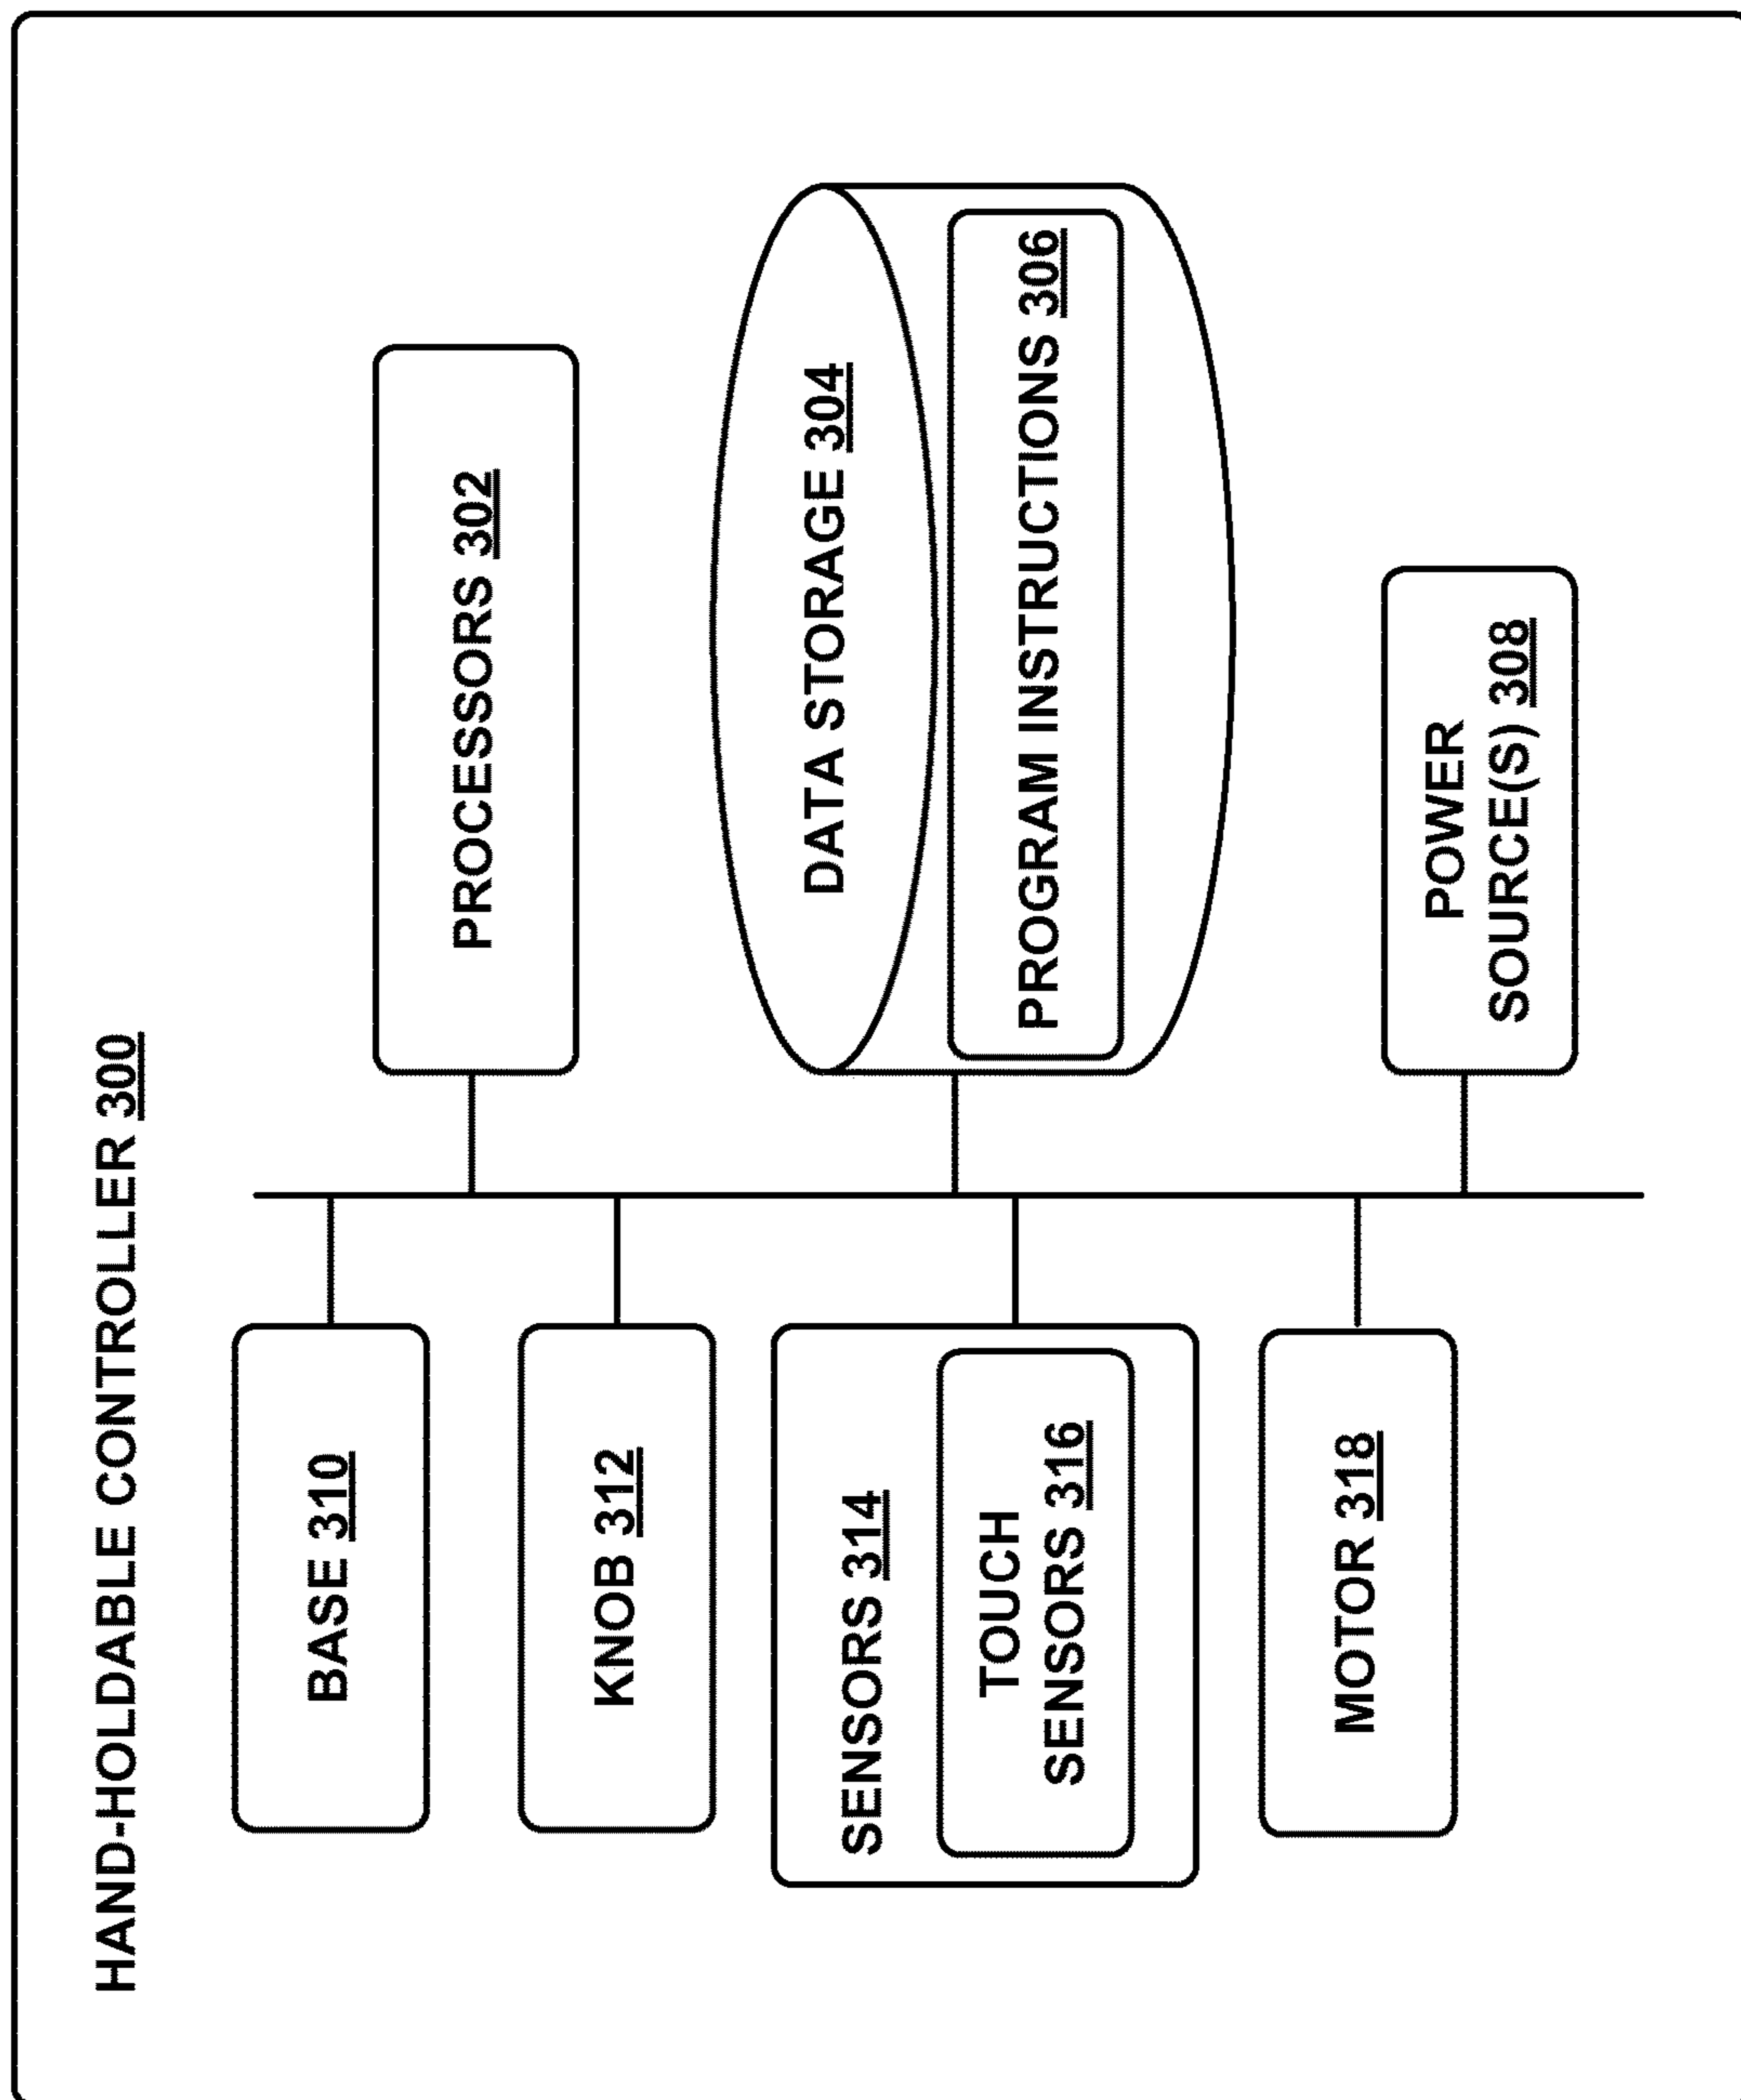 HAND-HOLDABLE CONTROLLER 300
BASE 310
KNOB 312
SENSORS 314
TOUCH
SENSORS 316
MOTOR 318
PROCESSORS 302
DATA STORAGE 304
PROGRAM INSTRUCTIONS 306
POWER
SOURCE(S) 308